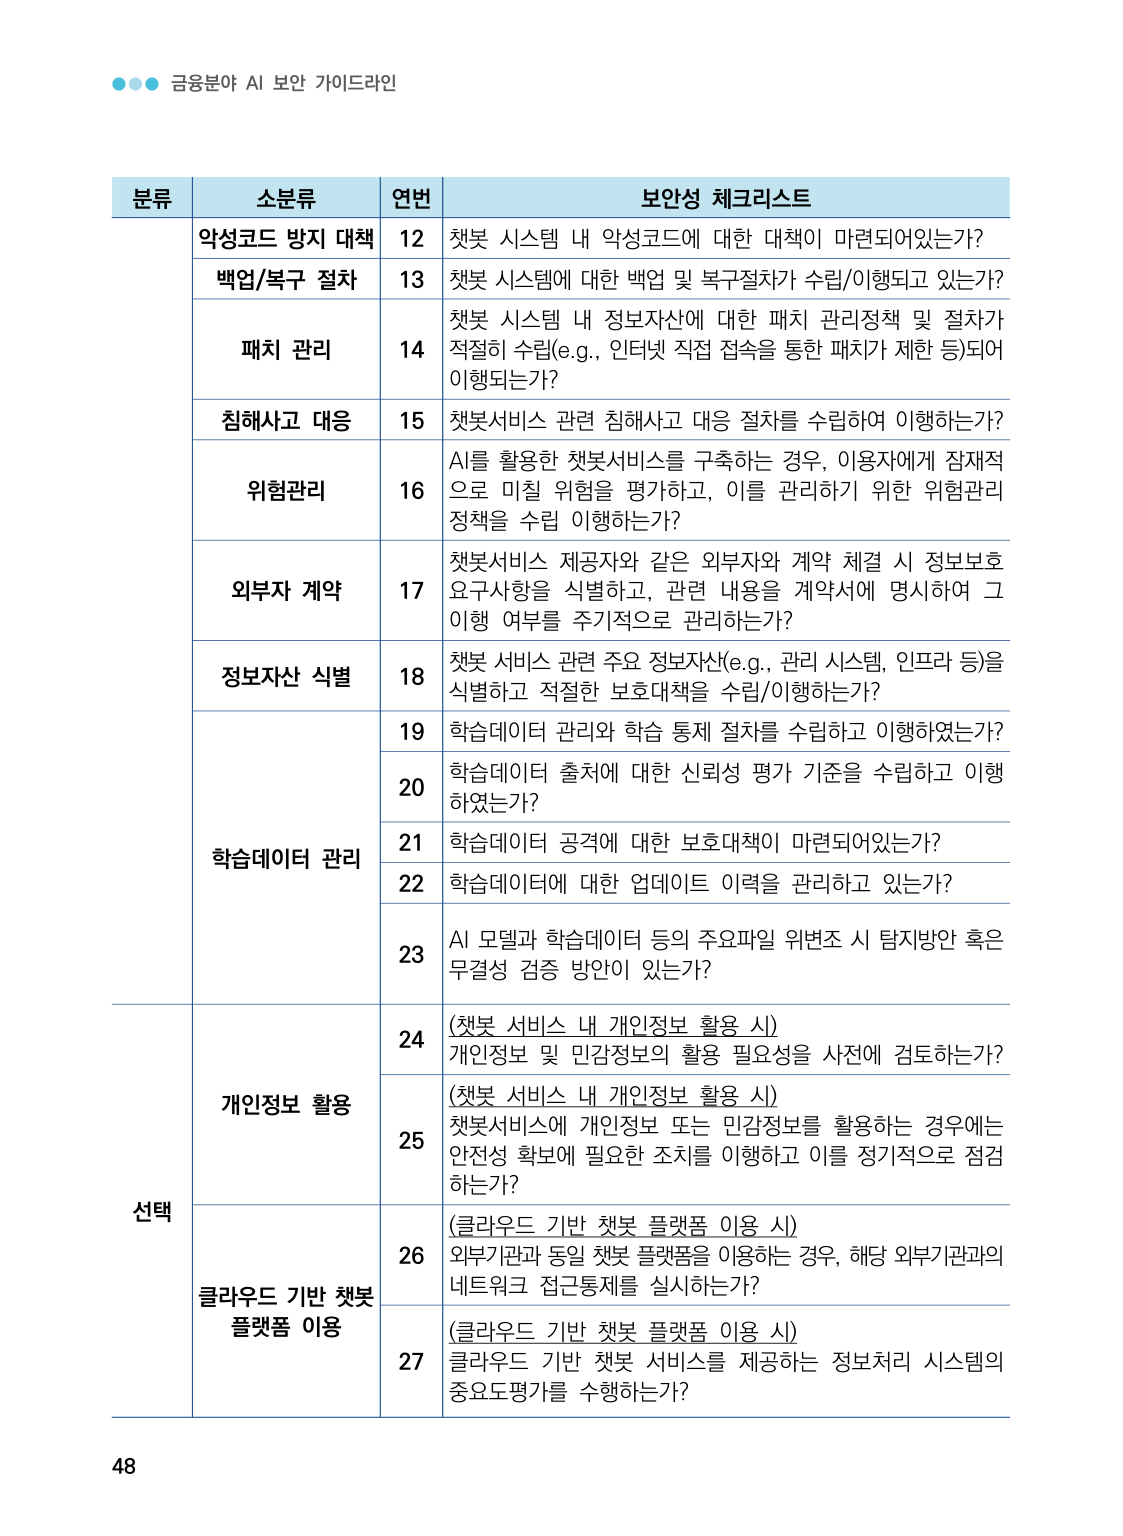 금융분야 AI 보안 가이드라인
분류 소분류 연번 보안성 체크리스트
악성코드 방지 대책 12 챗봇 시스템 내 악성코드에 대한 대책이 마련되어있는가?
백업/복구 절차 13 챗봇 시스템에 대한 백업 및 복구절차가 수립/이행되고 있는가?
패치 관리 14 챗봇 시스템 내 정보자산에 대한 패치 관리정책 및 절차가
적절히 수립(e.g., 인터넷 직접 접속을 통한 패치가 제한 등)되어
이행되는가?
침해사고 대응 15 챗봇서비스 관련 침해사고 대응 절차를 수립하여 이행하는가?
위험관리 16 AI를 활용한 챗봇서비스를 구축하는 경우, 이용자에게 잠재적
으로 미칠 위험을 평가하고, 이를 관리하기 위한 위험관리
정책을 수립 이행하는가?
외부자 계약 17 챗봇서비스 제공자와 같은 외부자와 계약 체결 시 정보보호
요구사항을 식별하고, 관련 내용을 계약서에 명시하여 그
이행 여부를 주기적으로 관리하는가?
정보자산 식별 18 챗봇 서비스 관련 주요 정보자산(e.g., 관리 시스템, 인프라 등)을
식별하고 적절한 보호대책을 수립/이행하는가?
학습데이터 관리 19 학습데이터 관리와 학습 통제 절차를 수립하고 이행하였는가?
20 학습데이터 출처에 대한 신뢰성 평가 기준을 수립하고 이행
하였는가?
21 학습데이터 공격에 대한 보호대책이 마련되어있는가?
22 학습데이터에 대한 업데이트 이력을 관리하고 있는가?
23 AI 모델과 학습데이터 등의 주요파일 위변조 시 탐지방안 혹은
무결성 검증 방안이 있는가?
선택 개인정보 활용 24 (챗봇 서비스 내 개인정보 활용 시)
개인정보 및 민감정보의 활용 필요성을 사전에 검토하는가?
25 (챗봇 서비스 내 개인정보 활용 시)
챗봇서비스에 개인정보 또는 민감정보를 활용하는 경우에는
안전성 확보에 필요한 조치를 이행하고 이를 정기적으로 점검
하는가?
클라우드 기반 챗봇
플랫폼 이용 26 (클라우드 기반 챗봇 플랫폼 이용 시)
외부기관과 동일 챗봇 플랫폼을 이용하는 경우, 해당 외부기관과의
네트워크 접근통제를 실시하는가?
27 (클라우드 기반 챗봇 플랫폼 이용 시)
클라우드 기반 챗봇 서비스를 제공하는 정보처리 시스템의
중요도평가를 수행하는가?
48